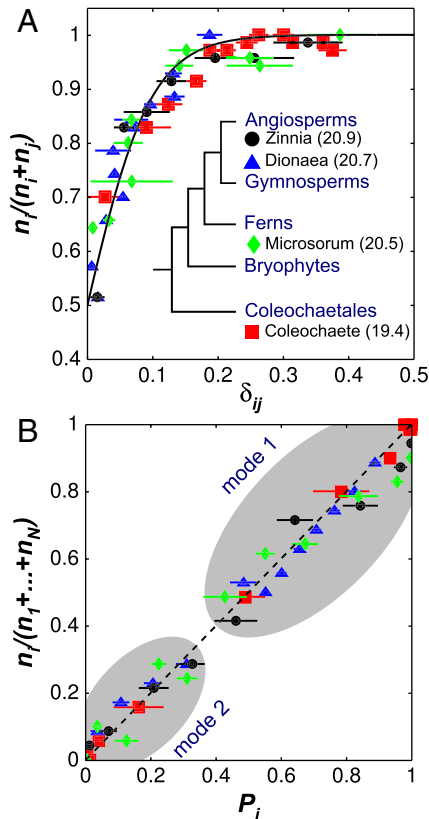 A
1
0.9
0.8
0.7
0.6
0.5
0.4
n_i/(n_i+n_j)
Angiosperms
Zinnia (20.9)
Dionaea (20.7)
Gymnosperms
Ferns
Microsorum (20.5)
Bryophytes
Coleochaetales
Coleochaete (19.4)
0 0.1 0.2 0.3 0.4 0.5
δ_ij
B
1
0.8
0.6
0.4
0.2
0
n_i/(n_1+...+n_N)
mode 1
mode 2
0 0.2 0.4 0.6 0.8 1
P_i